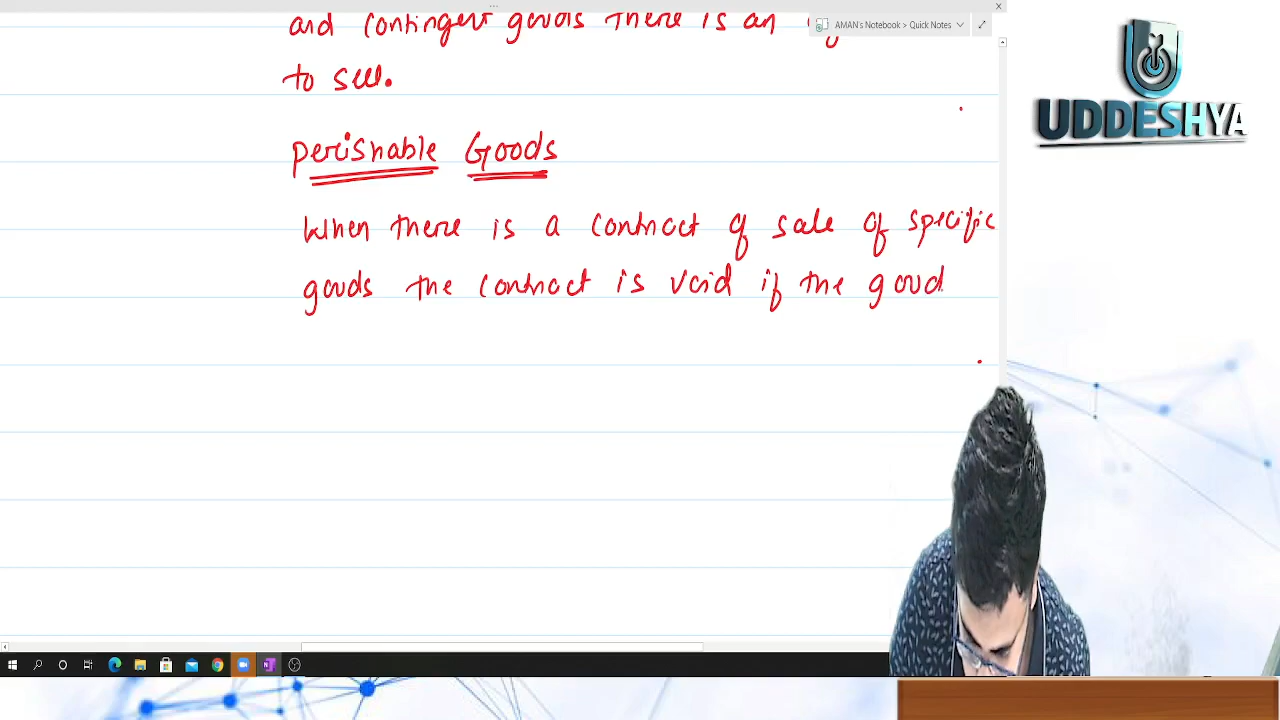 and contingent goods there is an
AMAN's Notebook > Quick Notes
to sell.
UDDESHYA
Perishable Goods
When there is a contract of sale of specific
goods the contract is void if the good